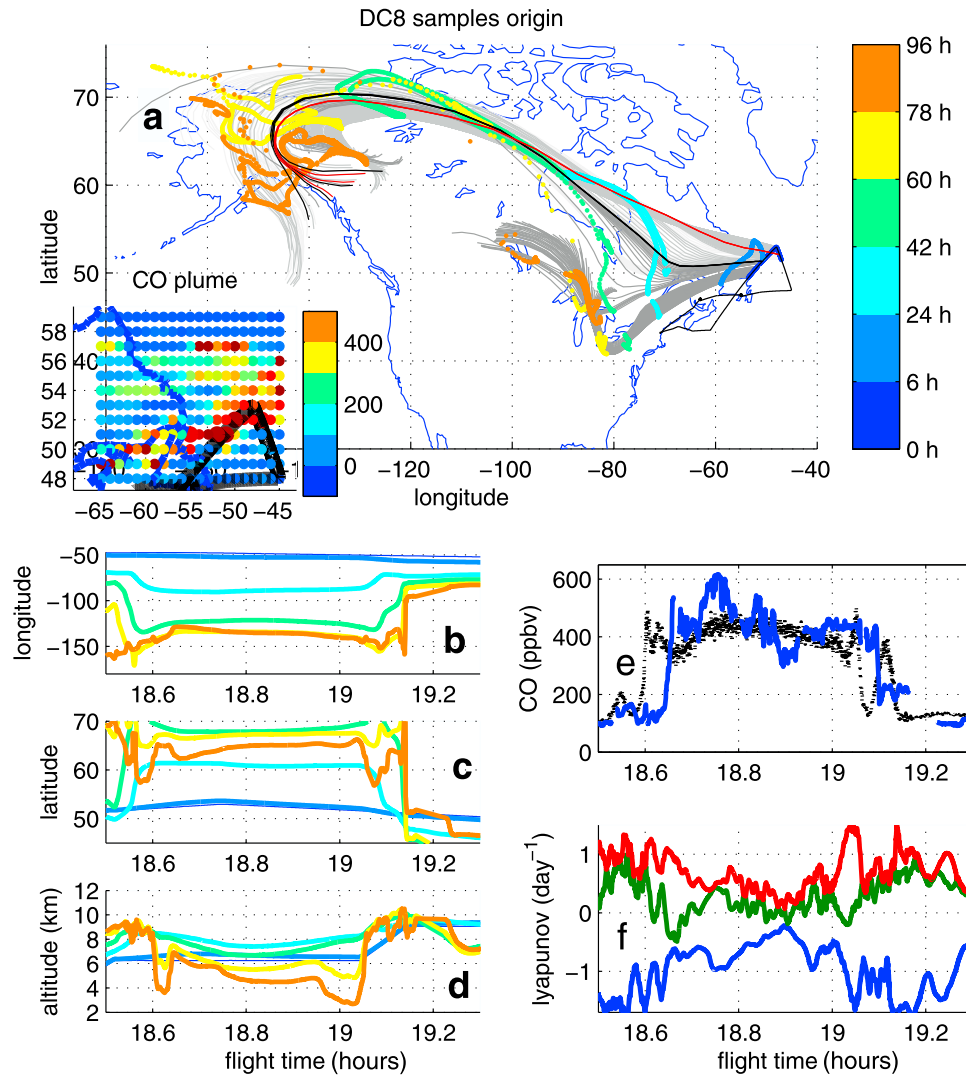 DC8 samples origin
a
70
60
50
40
30
latitude
−120
−100
−80
−60
−40
longitude
96 h
78 h
60 h
42 h
24 h
6 h
0 h
CO plume
58
56
54
52
50
48
−65 −60 −55 −50 −45
400
200
0
longitude
−50
−100
−150
b
18.6 18.8 19 19.2
latitude
70
60
50
c
18.6 18.8 19 19.2
altitude (km)
12
10
8
6
4
2
d
18.6 18.8 19 19.2
flight time (hours)
CO (ppbv)
600
400
200
0
e
18.6 18.8 19 19.2
lyapunov (day−1)
1
0
−1
f
18.6 18.8 19 19.2
flight time (hours)